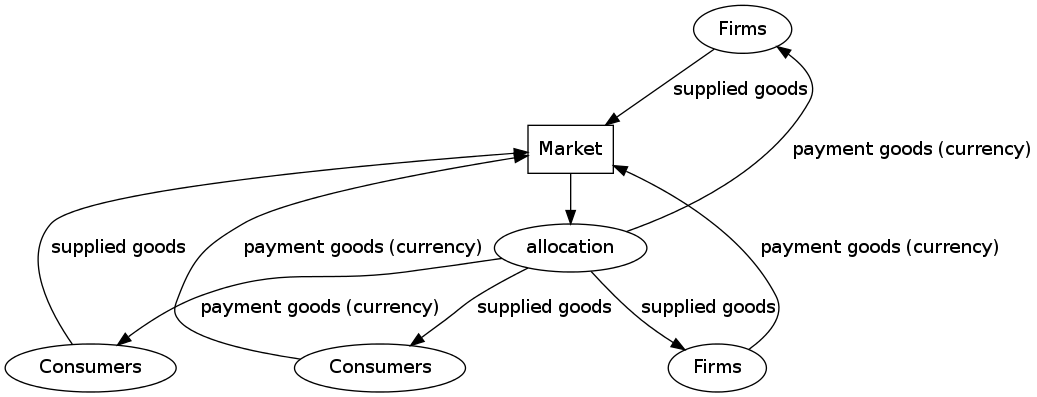 Firms
supplied goods
Market
payment goods (currency)
supplied goods
payment goods (currency)
allocation
payment goods (currency)
payment goods (currency)
supplied goods
supplied goods
Consumers
Consumers
Firms